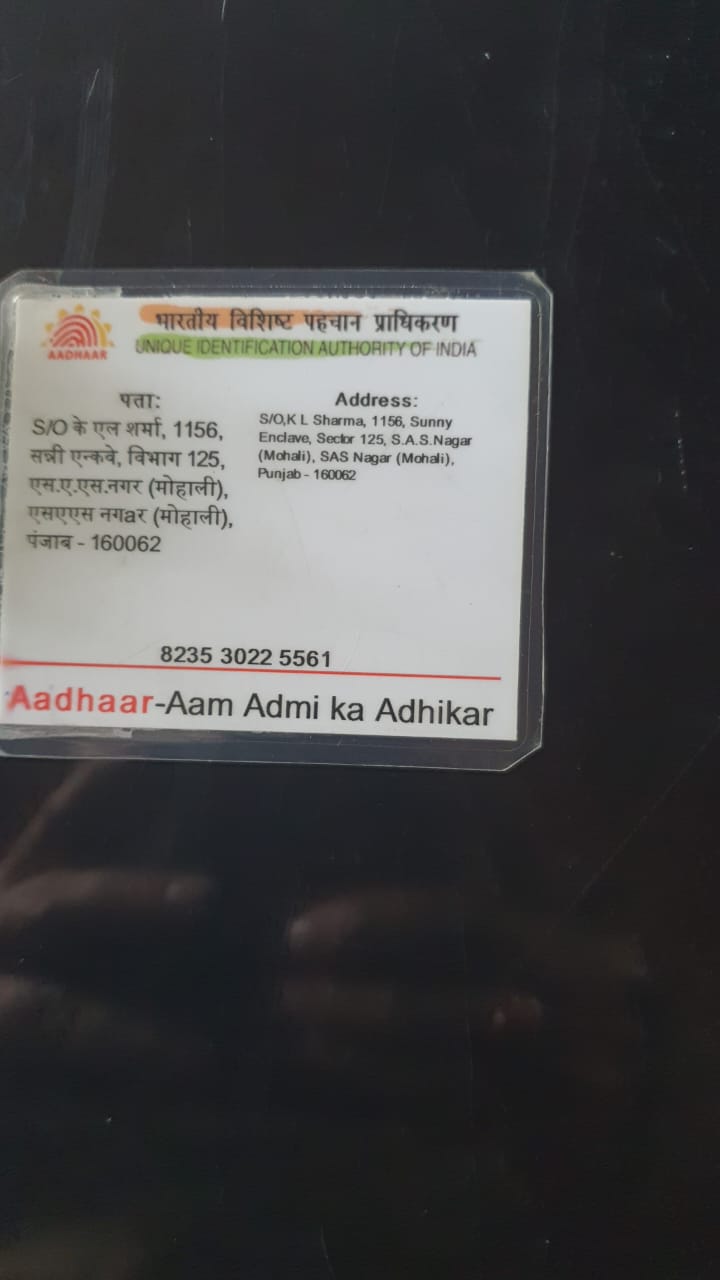 भारतीय विशिष्ट पहचान प्राधिकरण
UNIQUE IDENTIFICATION AUTHORITY OF INDIA
AADHAAR
पता:
S/O के एल शर्मा, 1156,
सन्नी एन्कवे, विभाग 125,
एस.ए.एस.नगर (मोहाली),
एसएएस नगaर (मोहाली),
पंजाब - 160062
Address:
S/O,K L Sharma, 1156, Sunny
Enclave, Sector 125, S.A.S.Nagar
(Mohali), SAS Nagar (Mohali),
Punjab - 160062
8235 3022 5561
Aadhaar-Aam Admi ka Adhikar